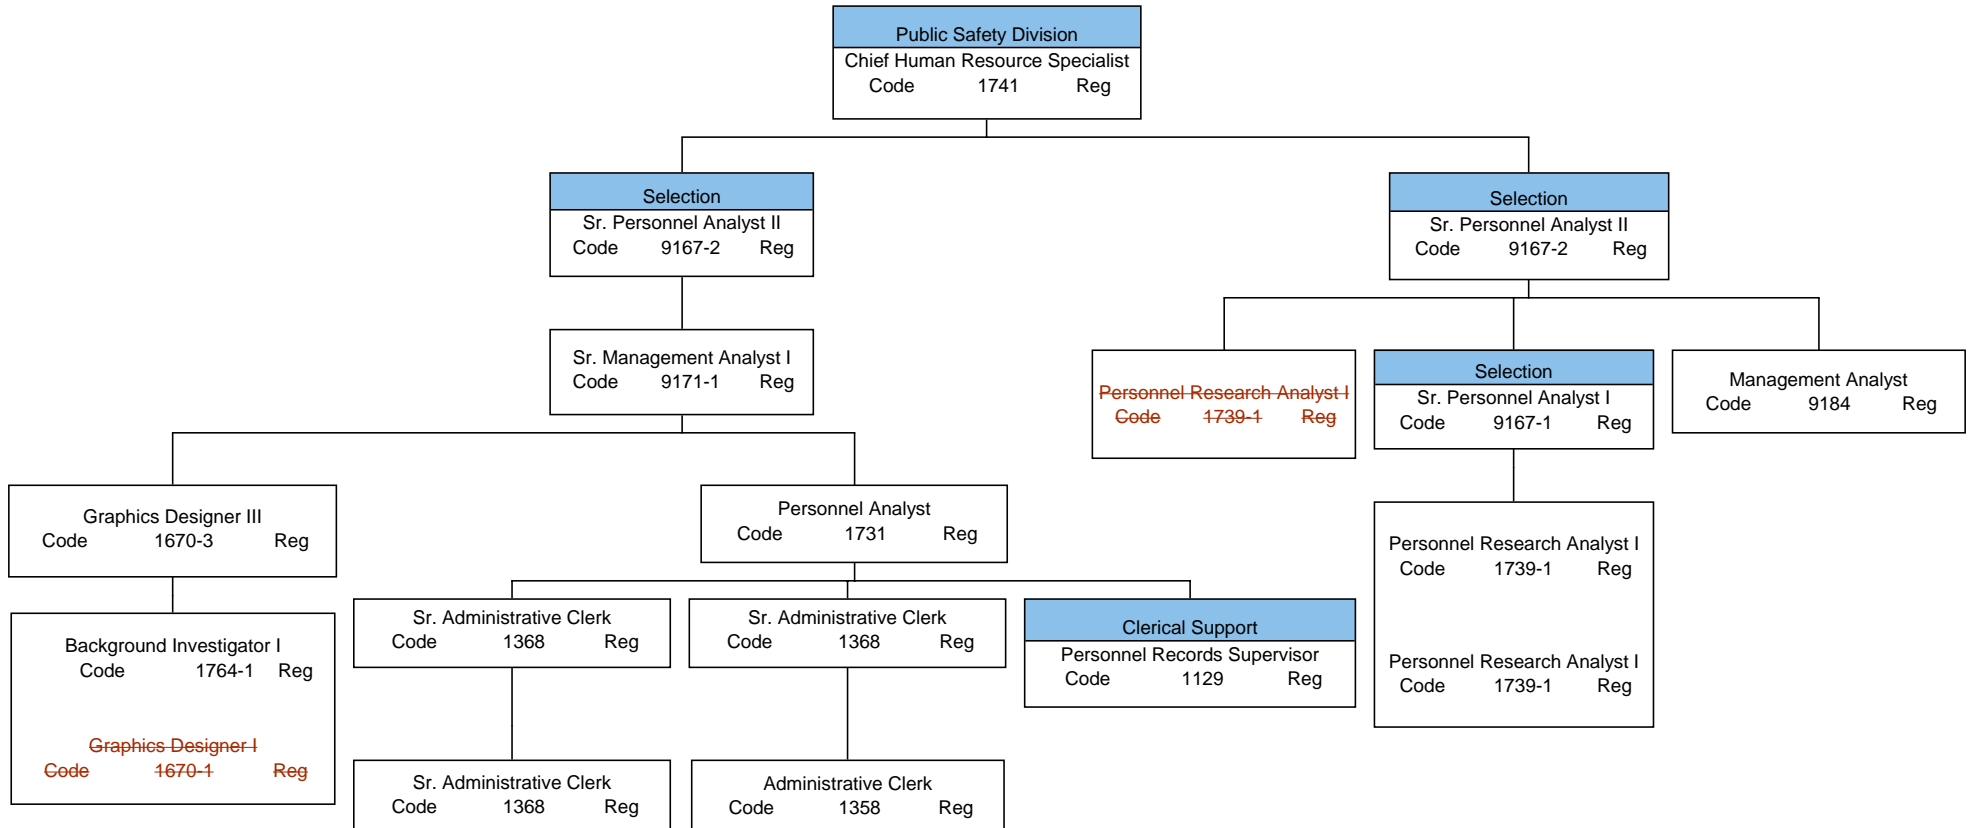 Public Safety Division
Chief Human Resource Specialist
Code 1741 Reg
Selection
Sr. Personnel Analyst II
Code 9167-2 Reg
Selection
Sr. Personnel Analyst II
Code 9167-2 Reg
Sr. Management Analyst I
Code 9171-1 Reg
Personnel Research Analyst I
Code 1739-1 Reg
Selection
Sr. Personnel Analyst I
Code 9167-1 Reg
Management Analyst
Code 9184 Reg
Graphics Designer III
Code 1670-3 Reg
Personnel Analyst
Code 1731 Reg
Personnel Research Analyst I
Code 1739-1 Reg
Personnel Research Analyst I
Code 1739-1 Reg
Background Investigator I
Code 1764-1 Reg
Graphics Designer I
Code 1670-1 Reg
Sr. Administrative Clerk
Code 1368 Reg
Sr. Administrative Clerk
Code 1368 Reg
Clerical Support
Personnel Records Supervisor
Code 1129 Reg
Sr. Administrative Clerk
Code 1368 Reg
Administrative Clerk
Code 1358 Reg